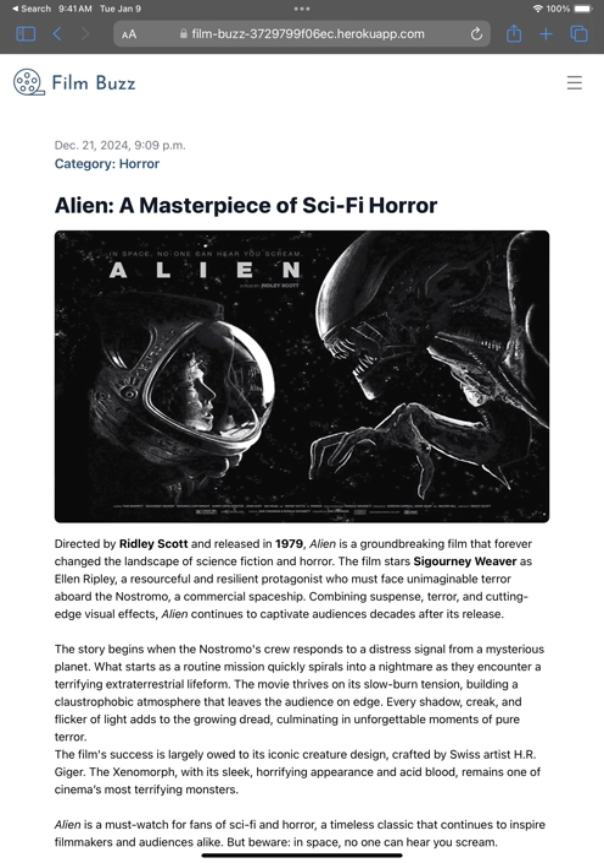 Search 9:41 AM Tue Jan 9 100%
AA film-buzz-3729799f06ec.herokuapp.com
Film Buzz
Dec. 21, 2024, 9:09 p.m.
Category: Horror
Alien: A Masterpiece of Sci-Fi Horror
IN SPACE, NO ONE CAN HEAR YOU SCREAM.
ALIEN
RIDLEY SCOTT
Directed by Ridley Scott and released in 1979, Alien is a groundbreaking film that forever
changed the landscape of science fiction and horror. The film stars Sigourney Weaver as
Ellen Ripley, a resourceful and resilient protagonist who must face unimaginable terror
aboard the Nostromo, a commercial spaceship. Combining suspense, terror, and cutting-
edge visual effects, Alien continues to captivate audiences decades after its release.
The story begins when the Nostromo's crew responds to a distress signal from a mysterious
planet. What starts as a routine mission quickly spirals into a nightmare as they encounter a
terrifying extraterrestrial lifeform. The movie thrives on its slow-burn tension, building a
claustrophobic atmosphere that leaves the audience on edge. Every shadow, creak, and
flicker of light adds to the growing dread, culminating in unforgettable moments of pure
terror.
The film's success is largely owed to its iconic creature design, crafted by Swiss artist H.R.
Giger. The Xenomorph, with its sleek, horrifying appearance and acid blood, remains one of
cinema's most terrifying monsters.
Alien is a must-watch for fans of sci-fi and horror, a timeless classic that continues to inspire
filmmakers and audiences alike. But beware: in space, no one can hear you scream.